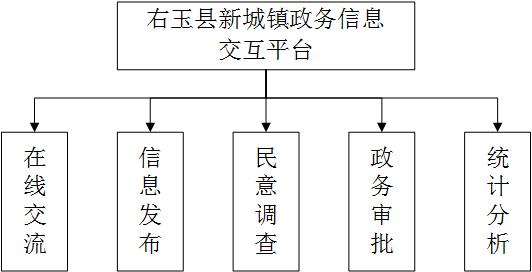 右玉县新城镇政务信息
交互平台
在线交流
信息发布
民意调查
政务审批
统计分析